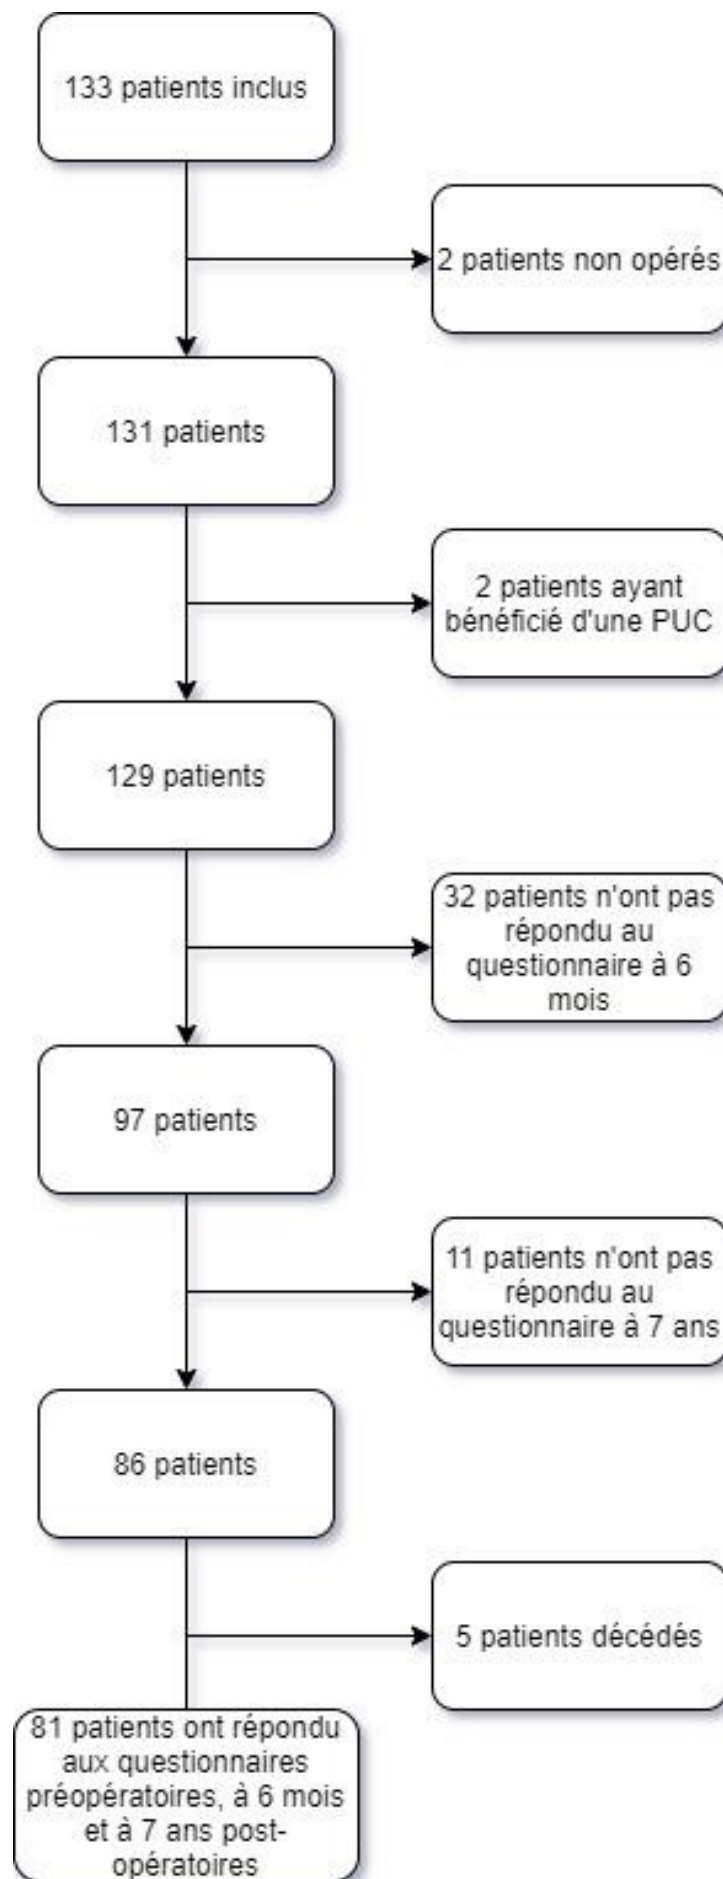 133 patients inclus
2 patients non opérés
131 patients
2 patients ayant
bénéficié d'une PUC
129 patients
32 patients n'ont pas
répondu au
questionnaire à 6
mois
97 patients
11 patients n'ont pas
répondu au
questionnaire à 7 ans
86 patients
5 patients décédés
81 patients ont répondu
aux questionnaires
préopératoires, à 6 mois
et à 7 ans post-
opératoires